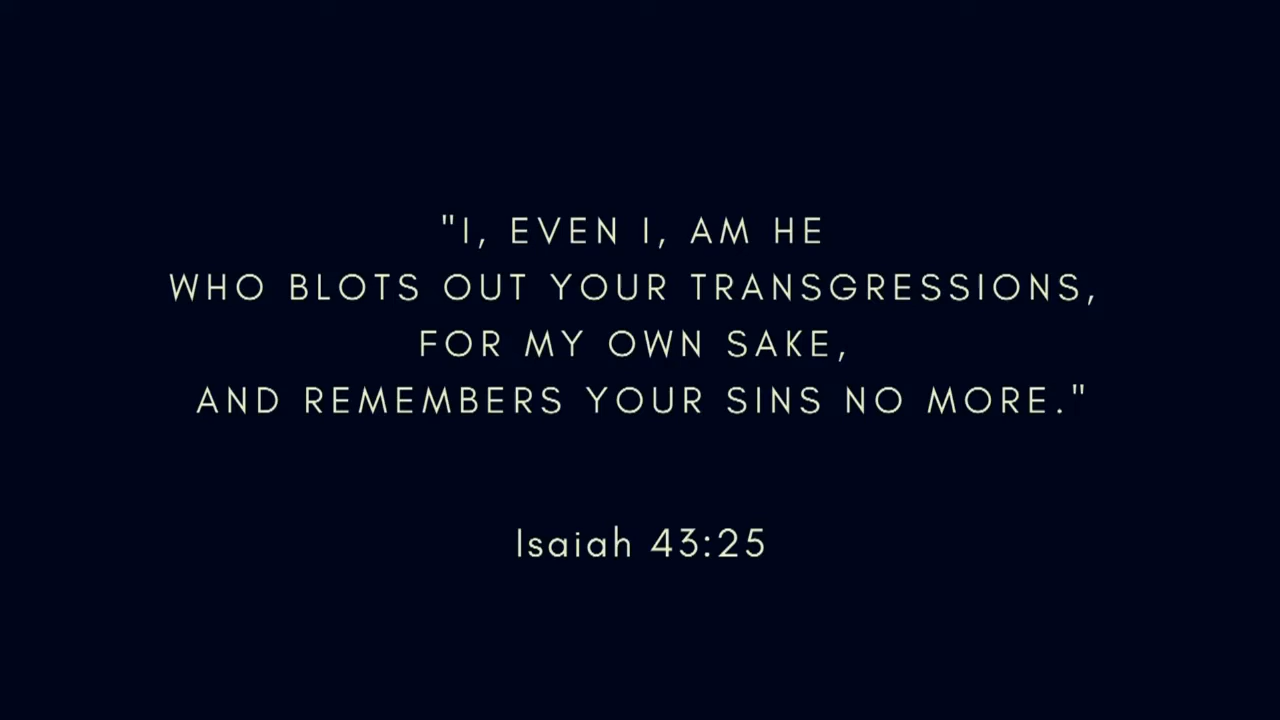 "I, EVEN I, AM HE
WHO BLOTS OUT YOUR TRANSGRESSIONS,
FOR MY OWN SAKE,
AND REMEMBERS YOUR SINS NO MORE."
Isaiah 43:25